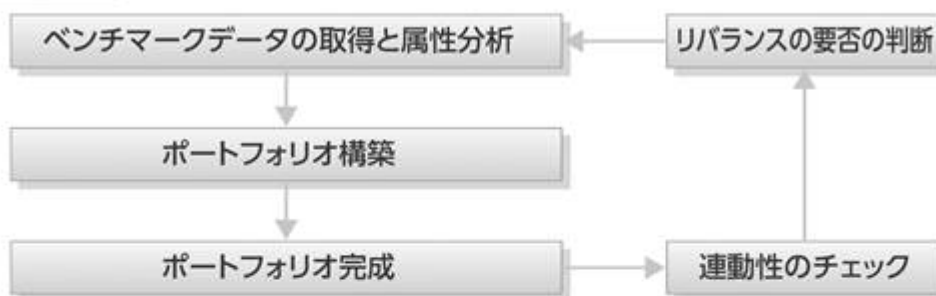 ベンチマークデータの取得と属性分析
リバランスの要否の判断
ポートフォリオ構築
ポートフォリオ完成
連動性のチェック